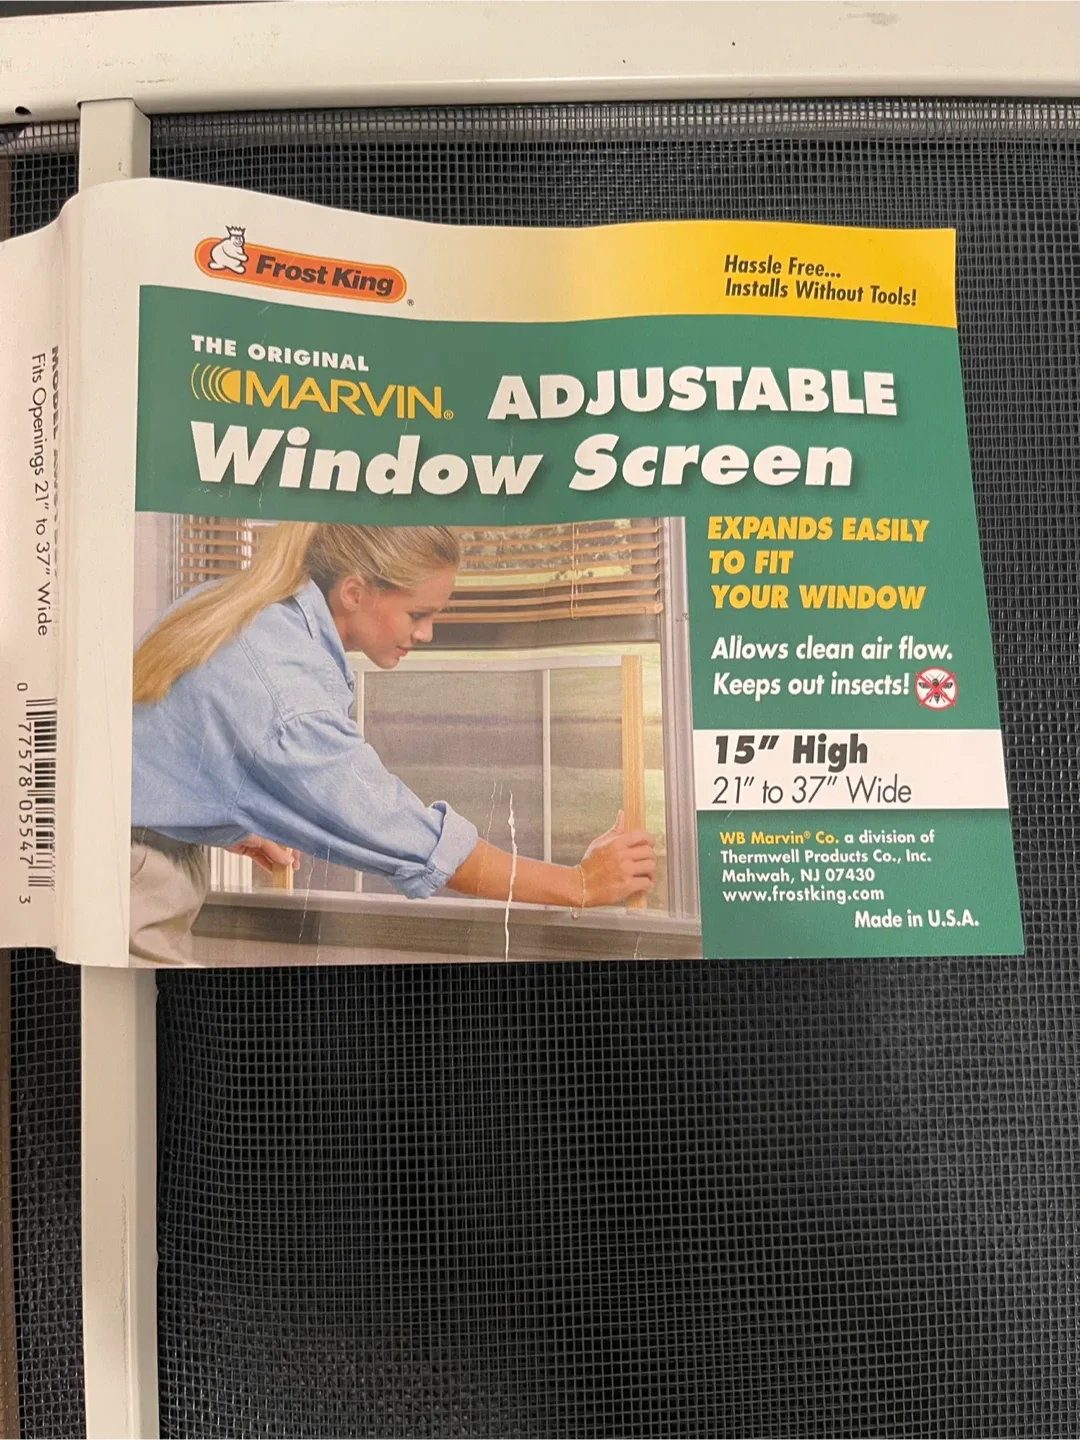 Frost King®
Hassle Free...
Installs Without Tools!
THE ORIGINAL
MARVIN® ADJUSTABLE
Window Screen
EXPANDS EASILY
TO FIT
YOUR WINDOW
Allows clean air flow.
Keeps out insects!
15" High
21" to 37" Wide
WB Marvin® Co. a division of
Thermwell Products Co., Inc.
Mahwah, NJ 07430
www.frostking.com
Made in U.S.A.
MODEL
Fits Openings 21" to 37" Wide
0 77578 05547 3